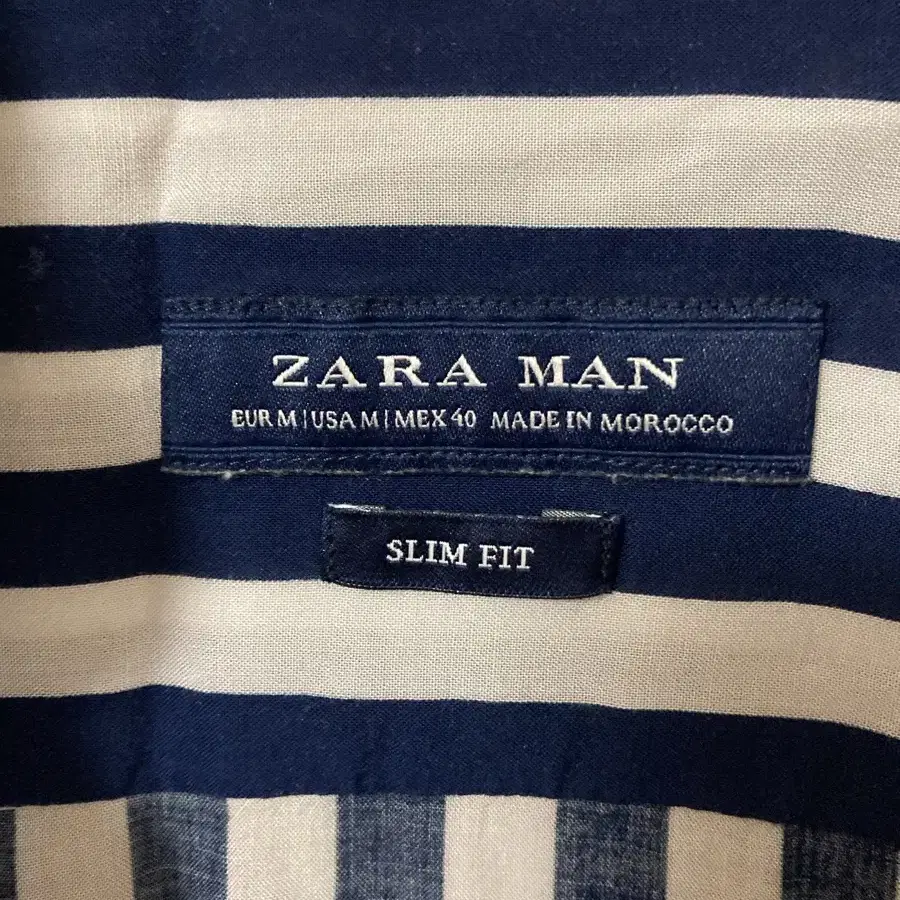 ZARA MAN
EUR M | USA M | MEX 40 MADE IN MOROCCO
SLIM FIT